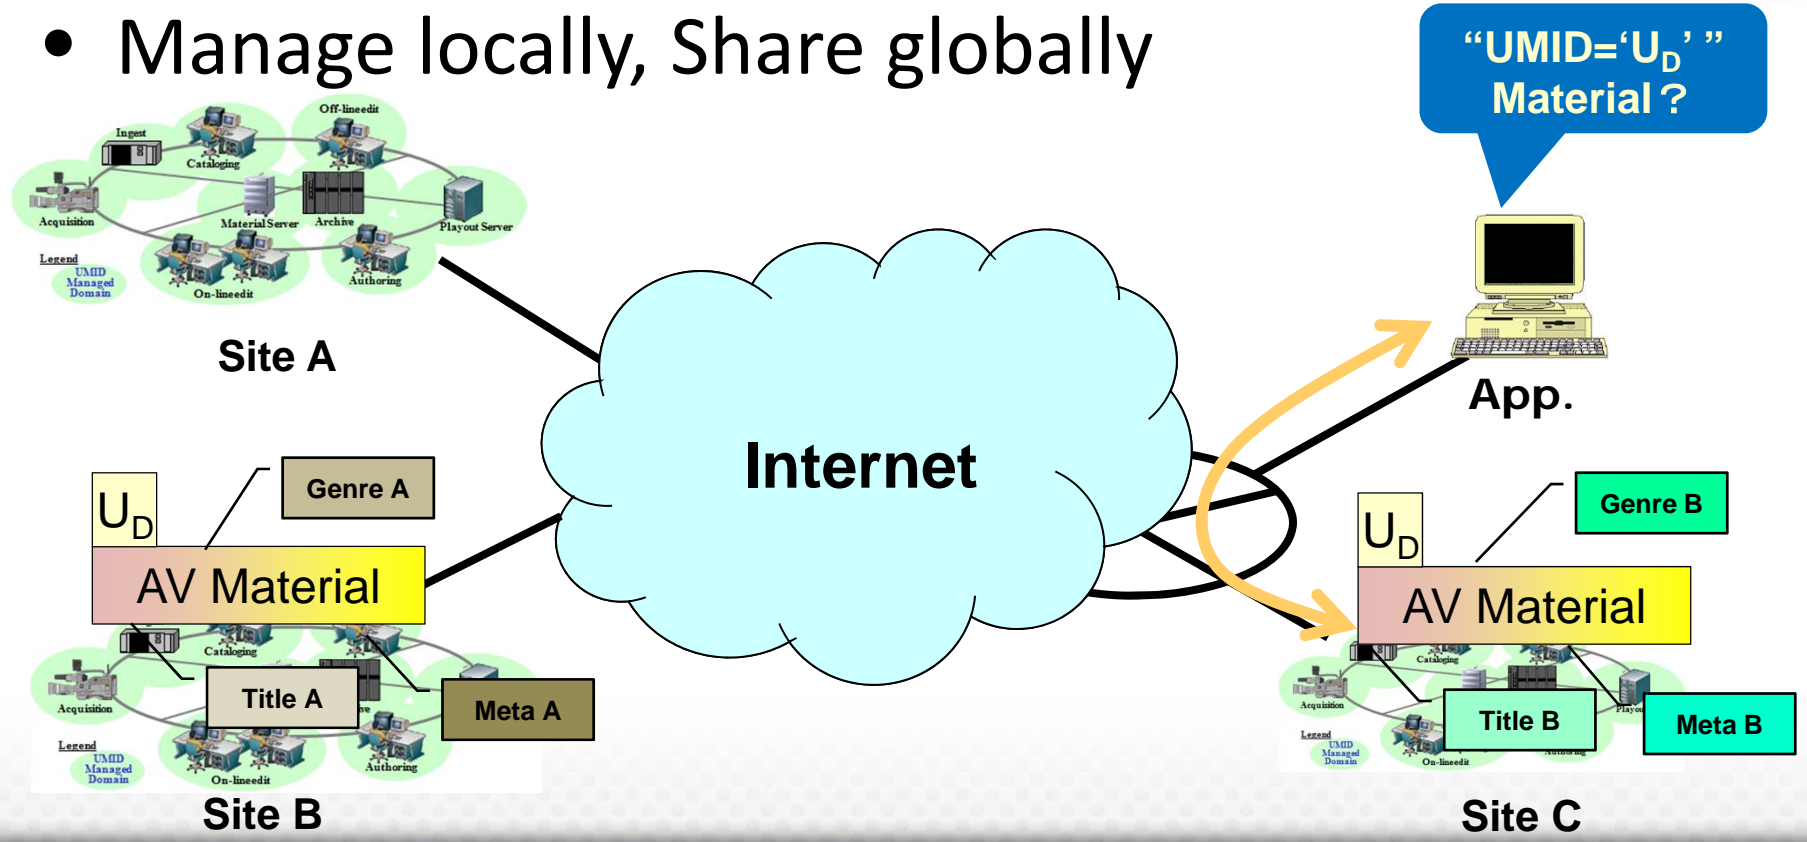 • Manage locally, Share globally
“UMID=‘UD’ ”
Material？
Off-lineedit
Ingest
Cataloging
Acquisition
Material Server
Archive
Playout Server
Legend
UMID
Managed
Domain
On-lineedit
Authoring
Site A
App.
Internet
Genre A
UD
AV Material
Cataloging
Title A
Meta A
Acquisition
Legend
UMID
Managed
Domain
On-lineedit
Authoring
Site B
Genre B
UD
AV Material
Cataloging
Title B
Meta B
Acquisition
Legend
UMID
Managed
Domain
On-lineedit
Site C